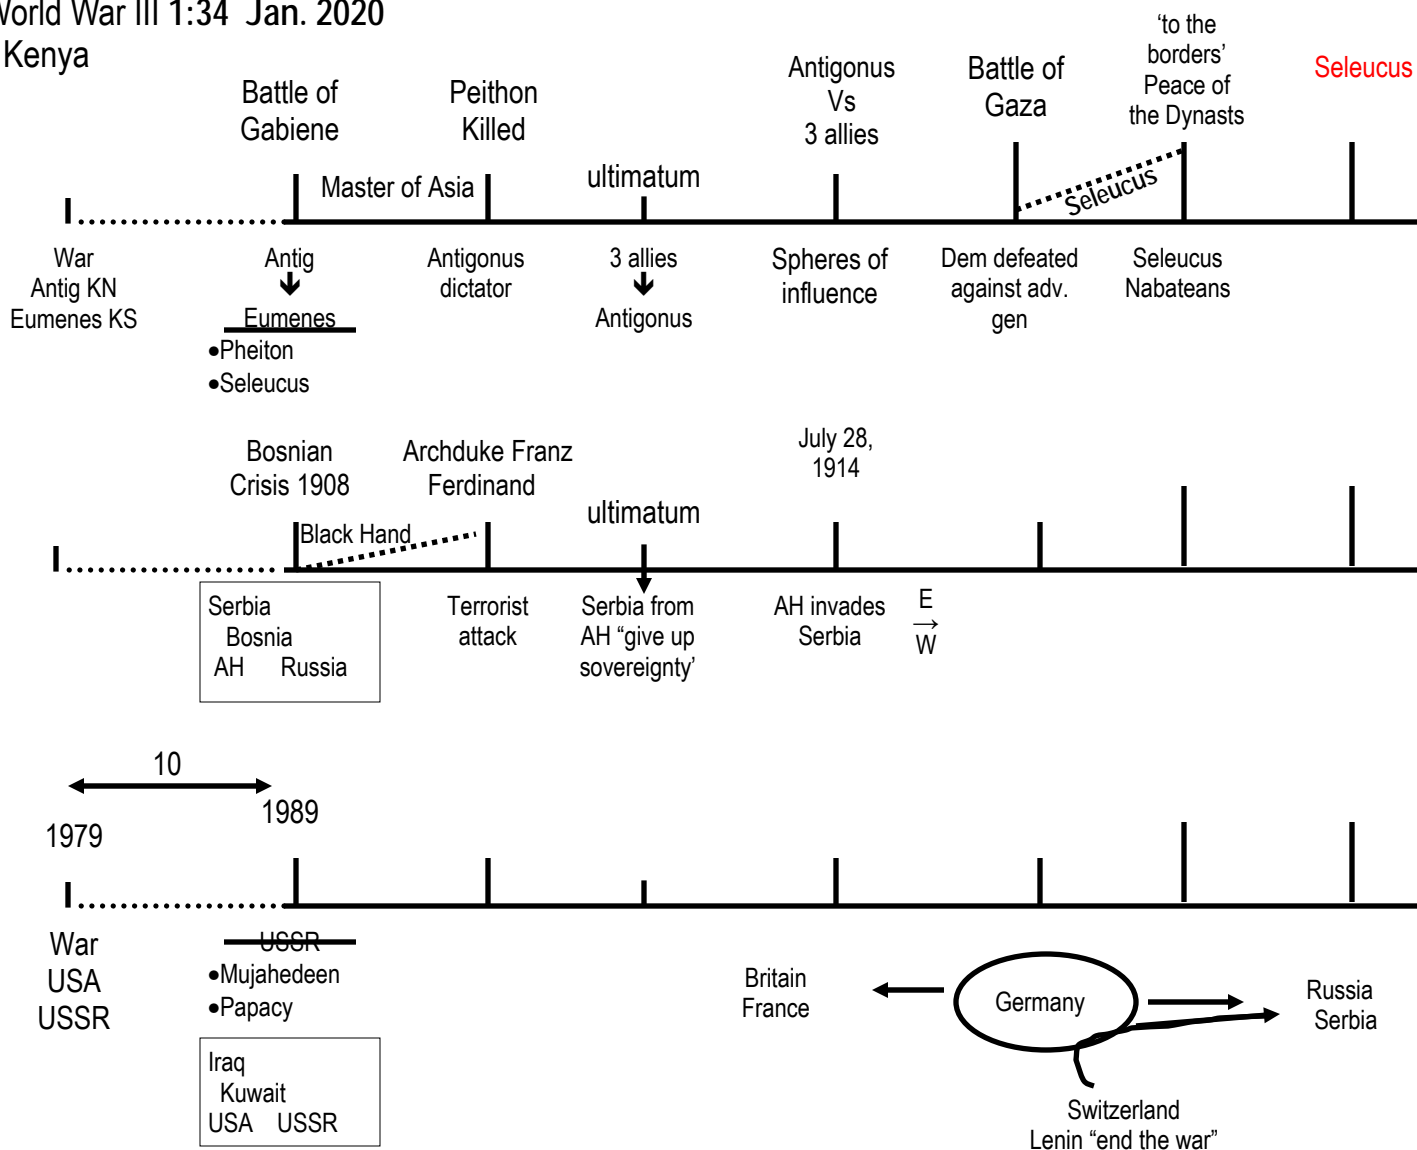 World War III 1:34 Jan. 2020
Kenya
Battle of
Gabiene
Peithon
Killed
Antigonus
Vs
3 allies
Battle of
Gaza
‘to the
borders’
Peace of
the Dynasts
Seleucus
Master of Asia
ultimatum
Seleucus
War
Antig KN
Eumenes KS
Antig
Eumenes
•Pheiton
•Seleucus
Antigonus
dictator
3 allies
Antigonus
Spheres of
influence
Dem defeated
against adv.
gen
Seleucus
Nabateans
Bosnian
Crisis 1908
Archduke Franz
Ferdinand
July 28,
1914
Black Hand
ultimatum
Serbia
Bosnia
AH Russia
Terrorist
attack
Serbia from
AH “give up
sovereignty’
AH invades
Serbia
E
→
W
10
1979
1989
War
USA
USSR
USSR
•Mujahedeen
•Papacy
Iraq
Kuwait
USA USSR
Britain
France
Germany
Russia
Serbia
Switzerland
Lenin “end the war”